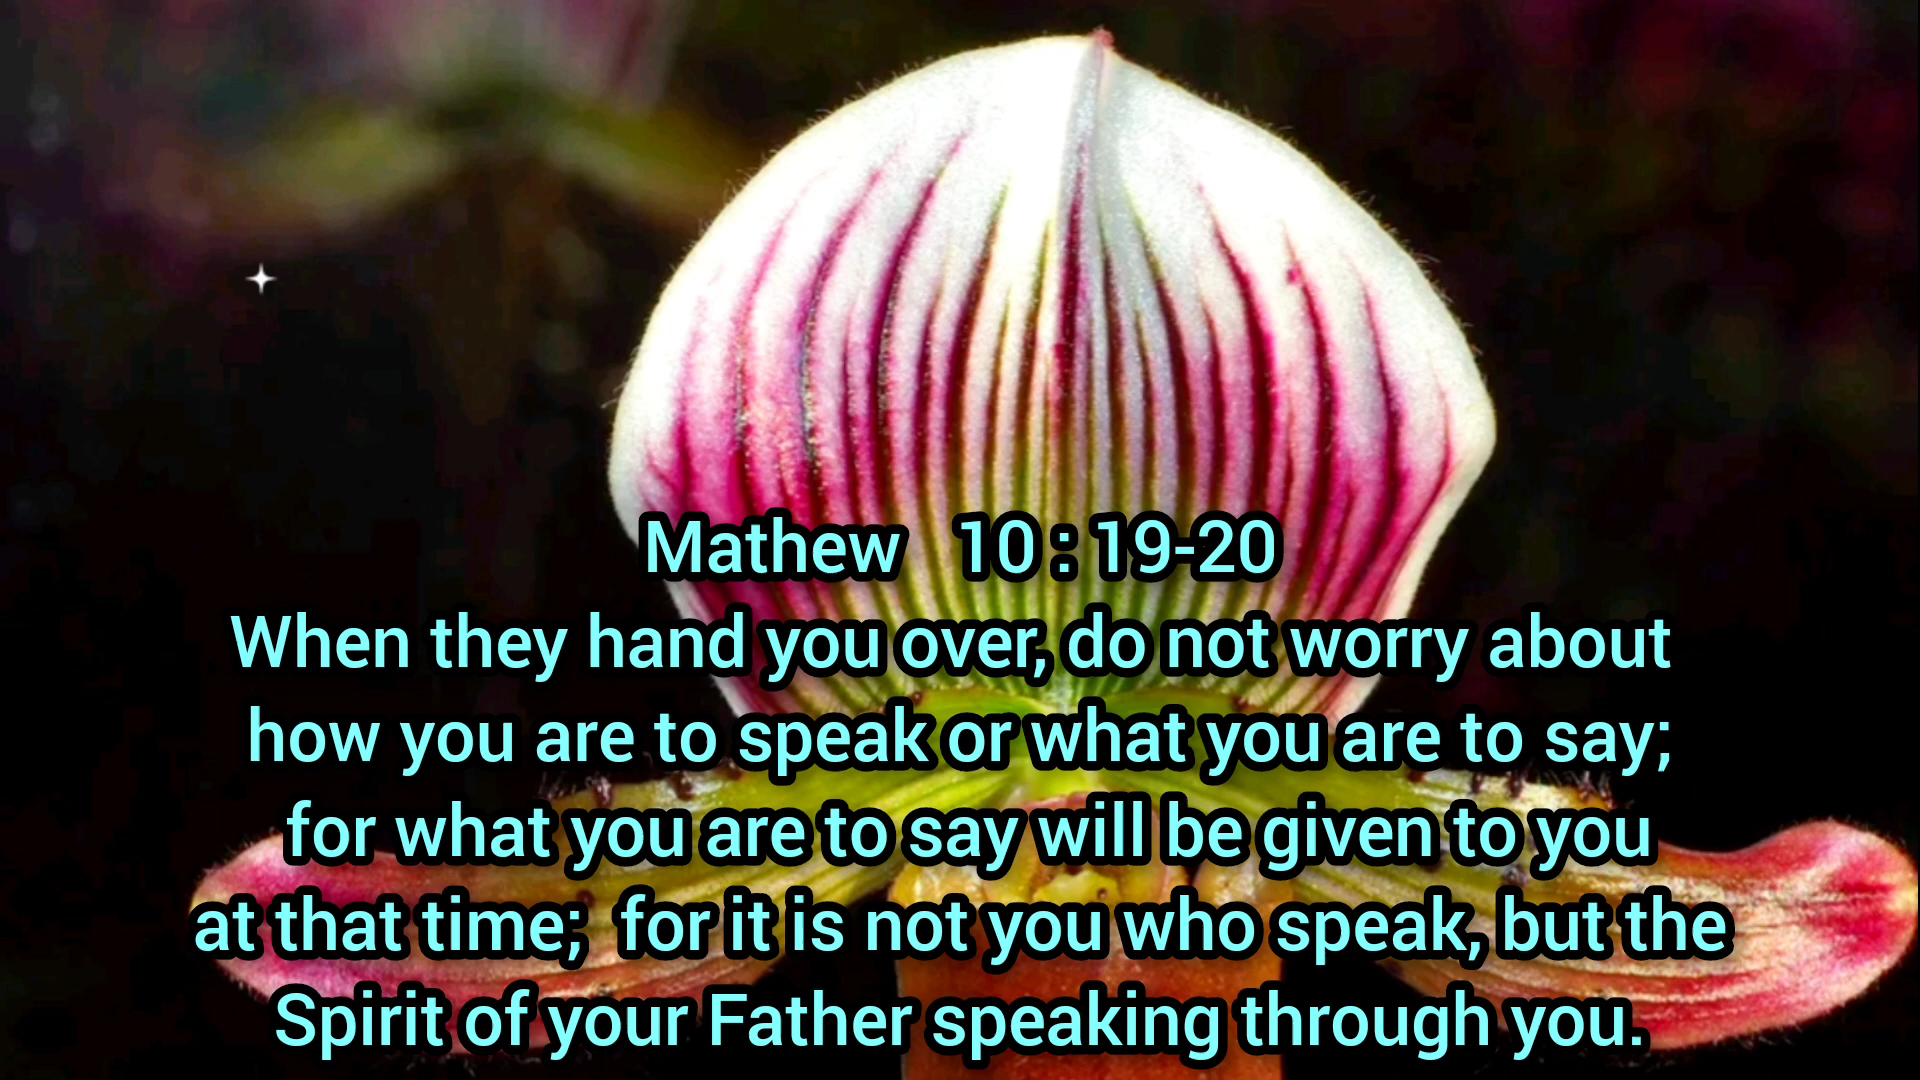 Mathew 10 : 19-20
When they hand you over, do not worry about
how you are to speak or what you are to say;
for what you are to say will be given to you
at that time; for it is not you who speak, but the
Spirit of your Father speaking through you.